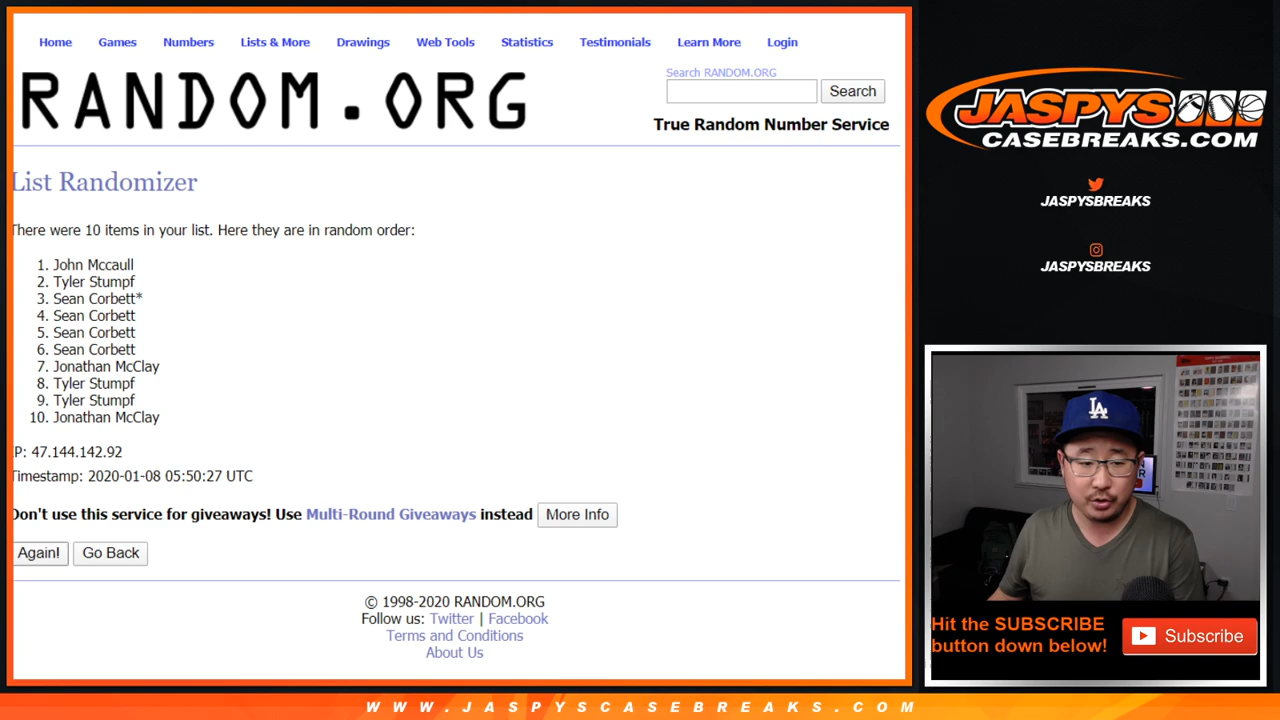 Home Games Numbers Lists & More Drawings Web Tools Statistics Testimonials Learn More Login
RANDOM.ORG
Search RANDOM.ORG
Search
True Random Number Service
List Randomizer
There were 10 items in your list. Here they are in random order:
1. John Mccaull
2. Tyler Stumpf
3. Sean Corbett*
4. Sean Corbett
5. Sean Corbett
6. Sean Corbett
7. Jonathan McClay
8. Tyler Stumpf
9. Tyler Stumpf
10. Jonathan McClay
IP: 47.144.142.92
Timestamp: 2020-01-08 05:50:27 UTC
Don't use this service for giveaways! Use Multi-Round Giveaways instead More Info
Again! Go Back
© 1998-2020 RANDOM.ORG
Follow us: Twitter | Facebook
Terms and Conditions
About Us
JASPYS
CASEBREAKS.COM
JASPYSBREAKS
JASPYSBREAKS
LA
Hit the SUBSCRIBE
button down below!
Subscribe
WWW.JASPYSCASEBREAKS.COM